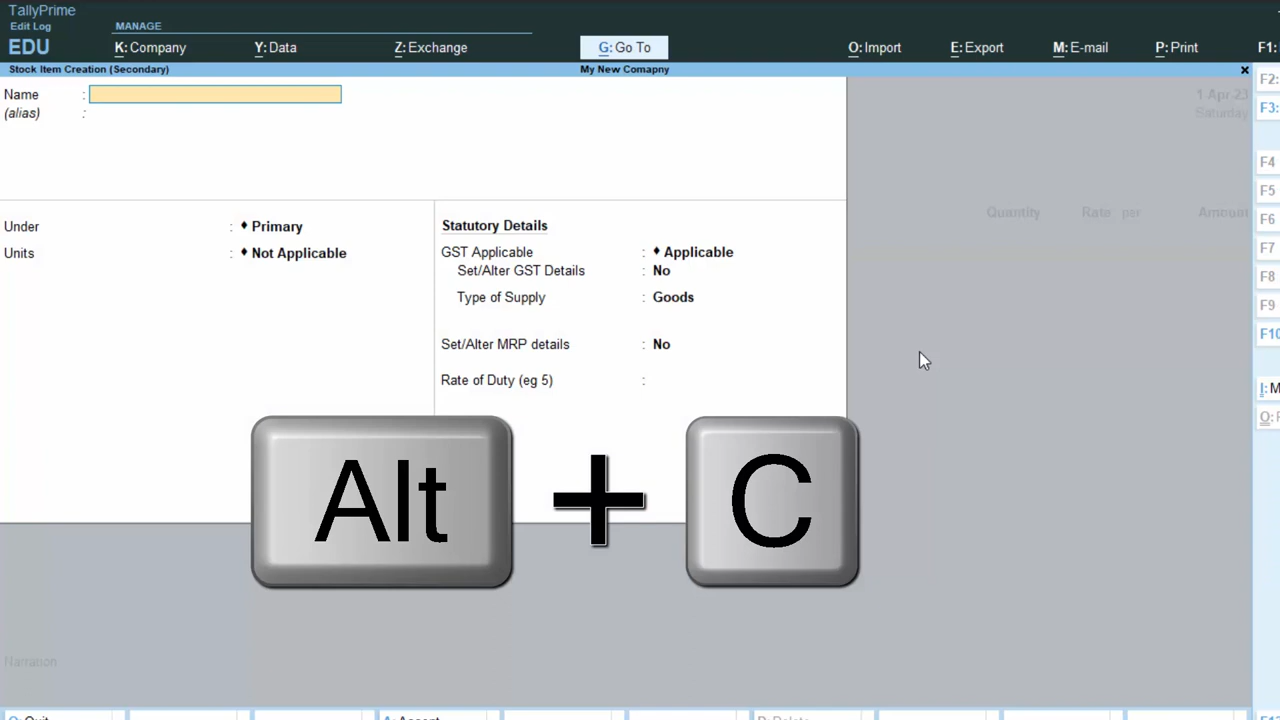 TallyPrime
Edit Log
EDU
MANAGE
K: Company
Y: Data
Z: Exchange
G: Go To
O: Import
E: Export
M: E-mail
P: Print
F1:
Stock Item Creation (Secondary)
My New Comapny
F2:
Name :
(alias) :
1 Apr-23
Saturday
F3:
F4
F5
Quantity Rate per Amount
F6
Under : ♦ Primary
Units : ♦ Not Applicable
Statutory Details
GST Applicable : ♦ Applicable
Set/Alter GST Details : No
Type of Supply : Goods
Set/Alter MRP details : No
Rate of Duty (eg 5) :
F7
F8
F9
F10
I: M
Alt + C
Narration